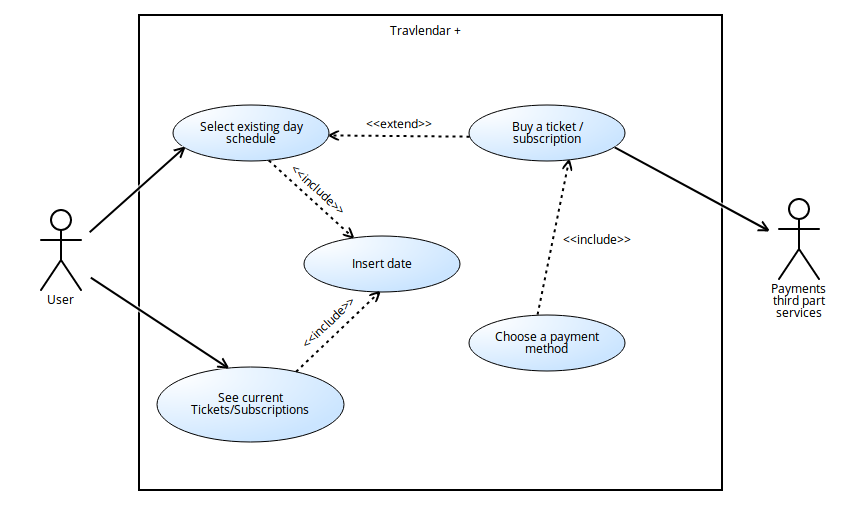 Travlendar +
Select existing day
schedule
<<extend>>
Buy a ticket /
subscription
<<include>>
Insert date
<<include>>
<<include>>
User
Payments
third part
services
Choose a payment
method
See current
Tickets/Subscriptions